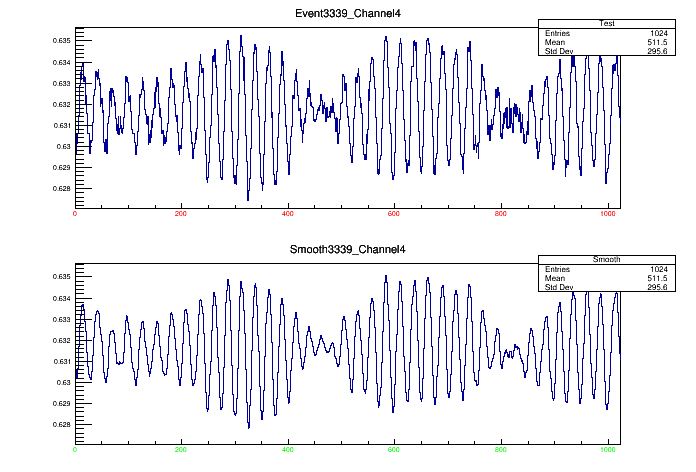 Event3339_Channel4
Test
Entries 1024
Mean 511.5
Std Dev 295.6
0.635
0.634
0.633
0.632
0.631
0.63
0.629
0.628
0 200 400 600 800 1000
Smooth3339_Channel4
Smooth
Entries 1024
Mean 511.5
Std Dev 295.6
0.635
0.634
0.633
0.632
0.631
0.63
0.629
0.628
0 200 400 600 800 1000